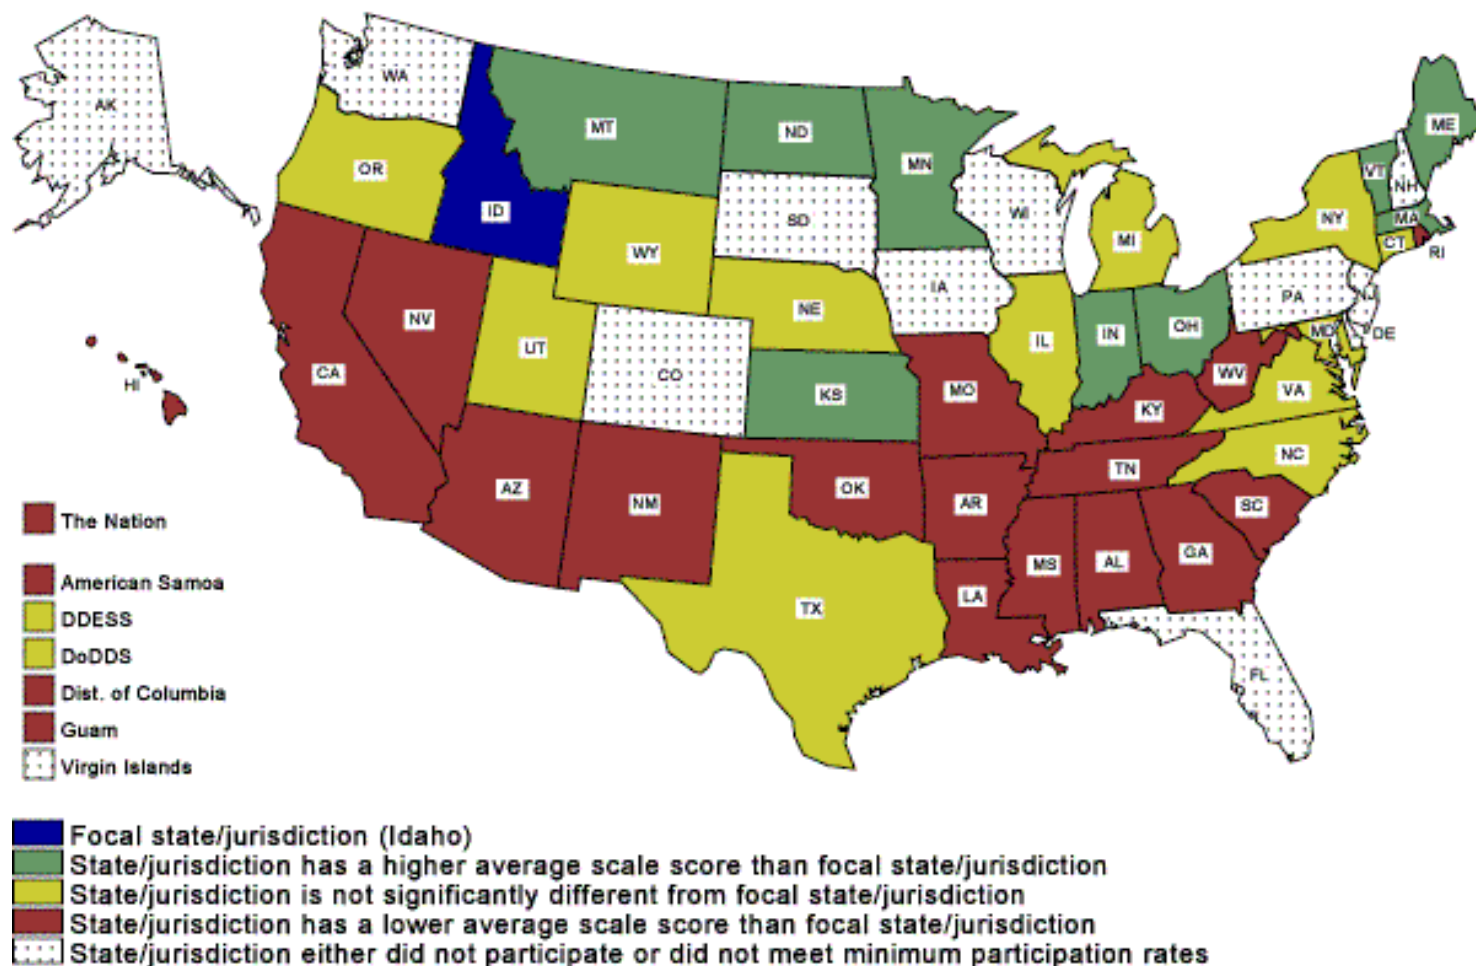 WA
AK
MT
ND
ME
MN
OR
VT
NH
ID
SD
WI
NY
MA
WY
MI
CT
RI
IA
PA
NJ
NE
NV
UT
IL
IN
OH
MD
DE
CA
CO
HI
KS
MO
WV
VA
KY
NC
TN
AZ
NM
OK
AR
SC
The Nation
MS
AL
GA
American Samoa
LA
TX
DDESS
DoDDS
FL
Dist. of Columbia
Guam
Virgin Islands
Focal state/jurisdiction (Idaho)
State/jurisdiction has a higher average scale score than focal state/jurisdiction
State/jurisdiction is not significantly different from focal state/jurisdiction
State/jurisdiction has a lower average scale score than focal state/jurisdiction
State/jurisdiction either did not participate or did not meet minimum participation rates